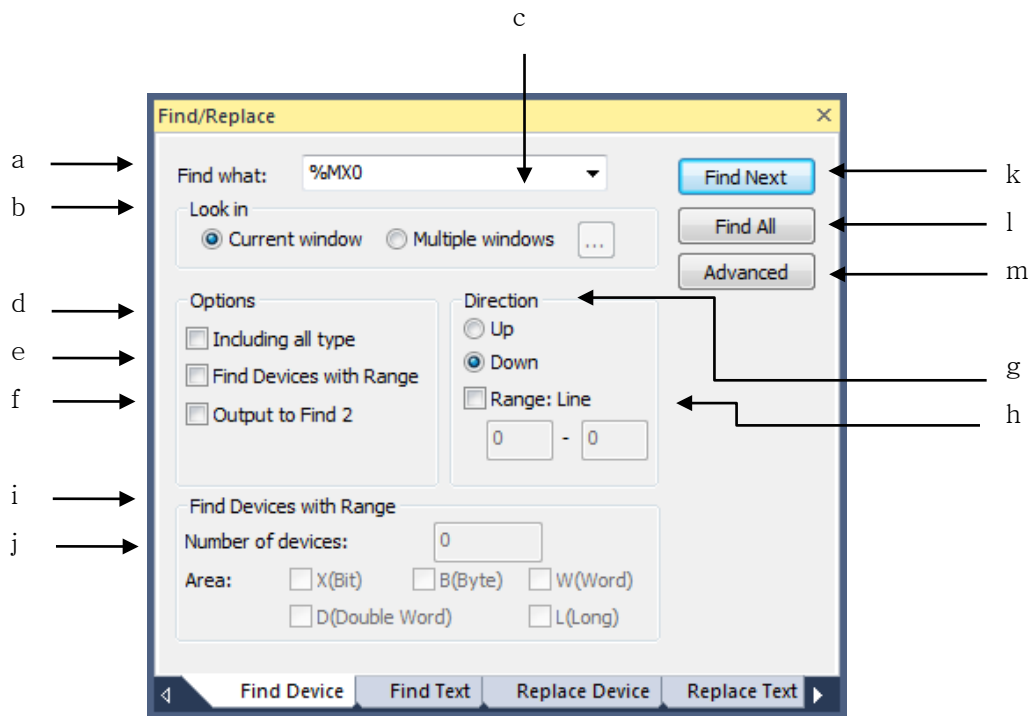 c
Find/Replace
a
Find what: %MX0 Find Next
k
b
Look in
Current window Multiple windows ... Find All
l
Advanced
m
d
Options Direction
Including all type Up
e
Find Devices with Range Down
g
f
Output to Find 2 Range: Line
h
0 - 0
i
Find Devices with Range
j
Number of devices: 0
Area: X(Bit) B(Byte) W(Word)
D(Double Word) L(Long)
Find Device Find Text Replace Device Replace Text